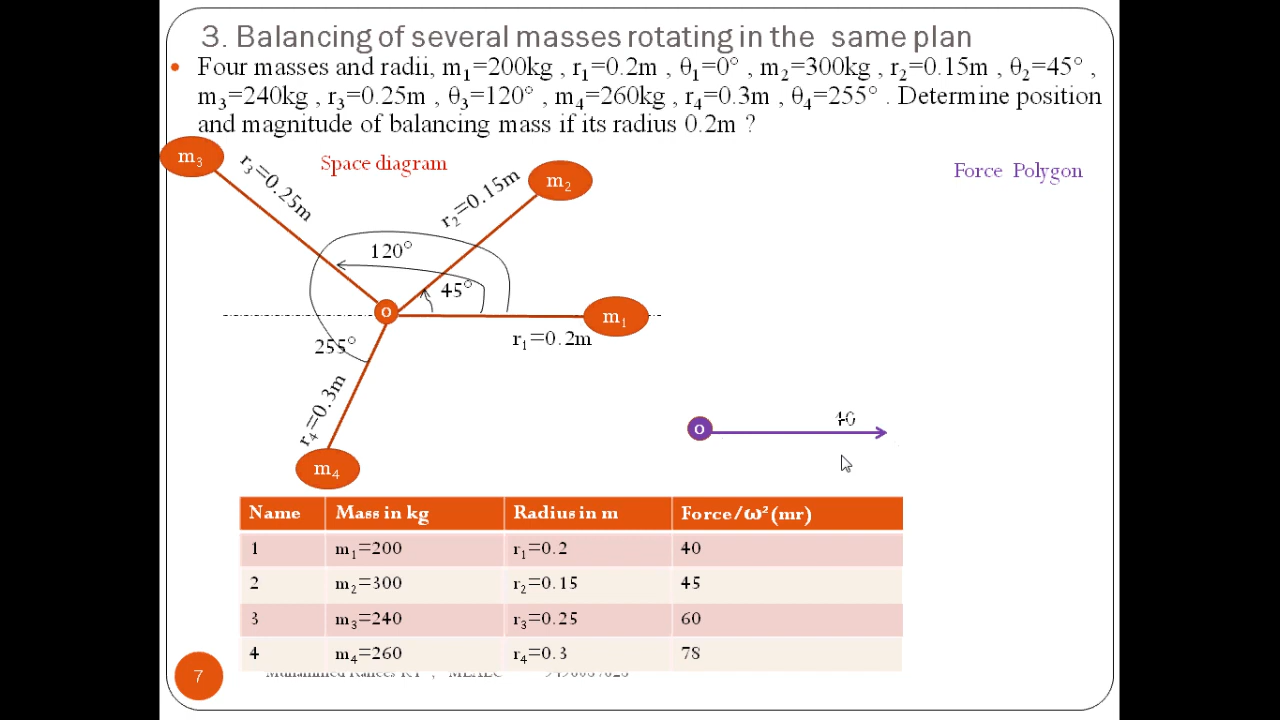 3. Balancing of several masses rotating in the same plan
• Four masses and radii, m₁=200kg , r₁=0.2m , θ₁=0° , m₂=300kg , r₂=0.15m , θ₂=45° ,
m₃=240kg , r₃=0.25m , θ₃=120° , m₄=260kg , r₄=0.3m , θ₄=255° . Determine position
and magnitude of balancing mass if its radius 0.2m ?
m₃
r₃=0.25m
Space diagram
r₂=0.15m
m₂
Force Polygon
120°
45°
o
m₁
r₁=0.2m
255°
r₄=0.3m
m₄
o
40
Name Mass in kg Radius in m Force/ω²(mr)
1 m₁=200 r₁=0.2 40
2 m₂=300 r₂=0.15 45
3 m₃=240 r₃=0.25 60
4 m₄=260 r₄=0.3 78
7